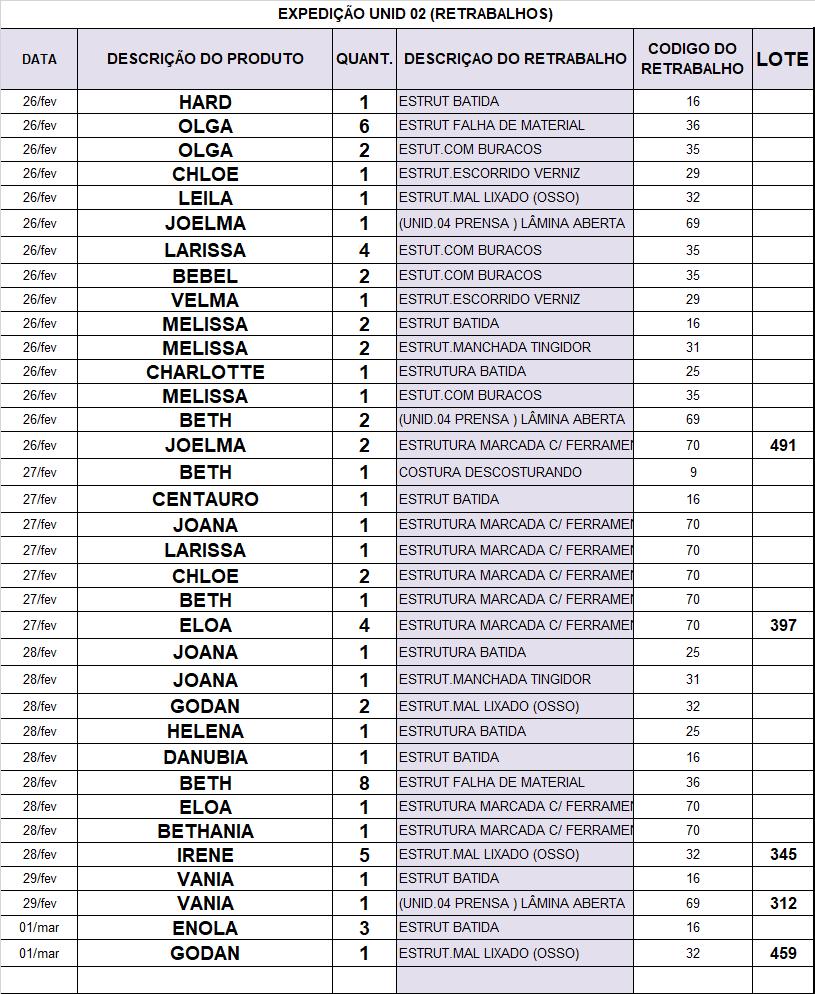 EXPEDIÇÃO UNID 02 (RETRABALHOS)
DATA DESCRIÇÃO DO PRODUTO QUANT. DESCRIÇAO DO RETRABALHO CODIGO DO RETRABALHO LOTE
26/fev HARD 1 ESTRUT BATIDA 16
26/fev OLGA 6 ESTRUT FALHA DE MATERIAL 36
26/fev OLGA 2 ESTUT.COM BURACOS 35
26/fev CHLOE 1 ESTRUT.ESCORRIDO VERNIZ 29
26/fev LEILA 1 ESTRUT.MAL LIXADO (OSSO) 32
26/fev JOELMA 1 (UNID.04 PRENSA ) LÂMINA ABERTA 69
26/fev LARISSA 4 ESTUT.COM BURACOS 35
26/fev BEBEL 2 ESTUT.COM BURACOS 35
26/fev VELMA 1 ESTRUT.ESCORRIDO VERNIZ 29
26/fev MELISSA 2 ESTRUT BATIDA 16
26/fev MELISSA 2 ESTRUT.MANCHADA TINGIDOR 31
26/fev CHARLOTTE 1 ESTRUTURA BATIDA 25
26/fev MELISSA 1 ESTUT.COM BURACOS 35
26/fev BETH 2 (UNID.04 PRENSA ) LÂMINA ABERTA 69
26/fev JOELMA 2 ESTRUTURA MARCADA C/ FERRAMEN 70 491
27/fev BETH 1 COSTURA DESCOSTURANDO 9
27/fev CENTAURO 1 ESTRUT BATIDA 16
27/fev JOANA 1 ESTRUTURA MARCADA C/ FERRAMEN 70
27/fev LARISSA 1 ESTRUTURA MARCADA C/ FERRAMEN 70
27/fev CHLOE 2 ESTRUTURA MARCADA C/ FERRAMEN 70
27/fev BETH 1 ESTRUTURA MARCADA C/ FERRAMEN 70
27/fev ELOA 4 ESTRUTURA MARCADA C/ FERRAMEN 70 397
28/fev JOANA 1 ESTRUTURA BATIDA 25
28/fev JOANA 1 ESTRUT.MANCHADA TINGIDOR 31
28/fev GODAN 2 ESTRUT.MAL LIXADO (OSSO) 32
28/fev HELENA 1 ESTRUTURA BATIDA 25
28/fev DANUBIA 1 ESTRUT BATIDA 16
28/fev BETH 8 ESTRUT FALHA DE MATERIAL 36
28/fev ELOA 1 ESTRUTURA MARCADA C/ FERRAMEN 70
28/fev BETHANIA 1 ESTRUTURA MARCADA C/ FERRAMEN 70
28/fev IRENE 5 ESTRUT.MAL LIXADO (OSSO) 32 345
29/fev VANIA 1 ESTRUT BATIDA 16
29/fev VANIA 1 (UNID.04 PRENSA ) LÂMINA ABERTA 69 312
01/mar ENOLA 3 ESTRUT BATIDA 16
01/mar GODAN 1 ESTRUT.MAL LIXADO (OSSO) 32 459